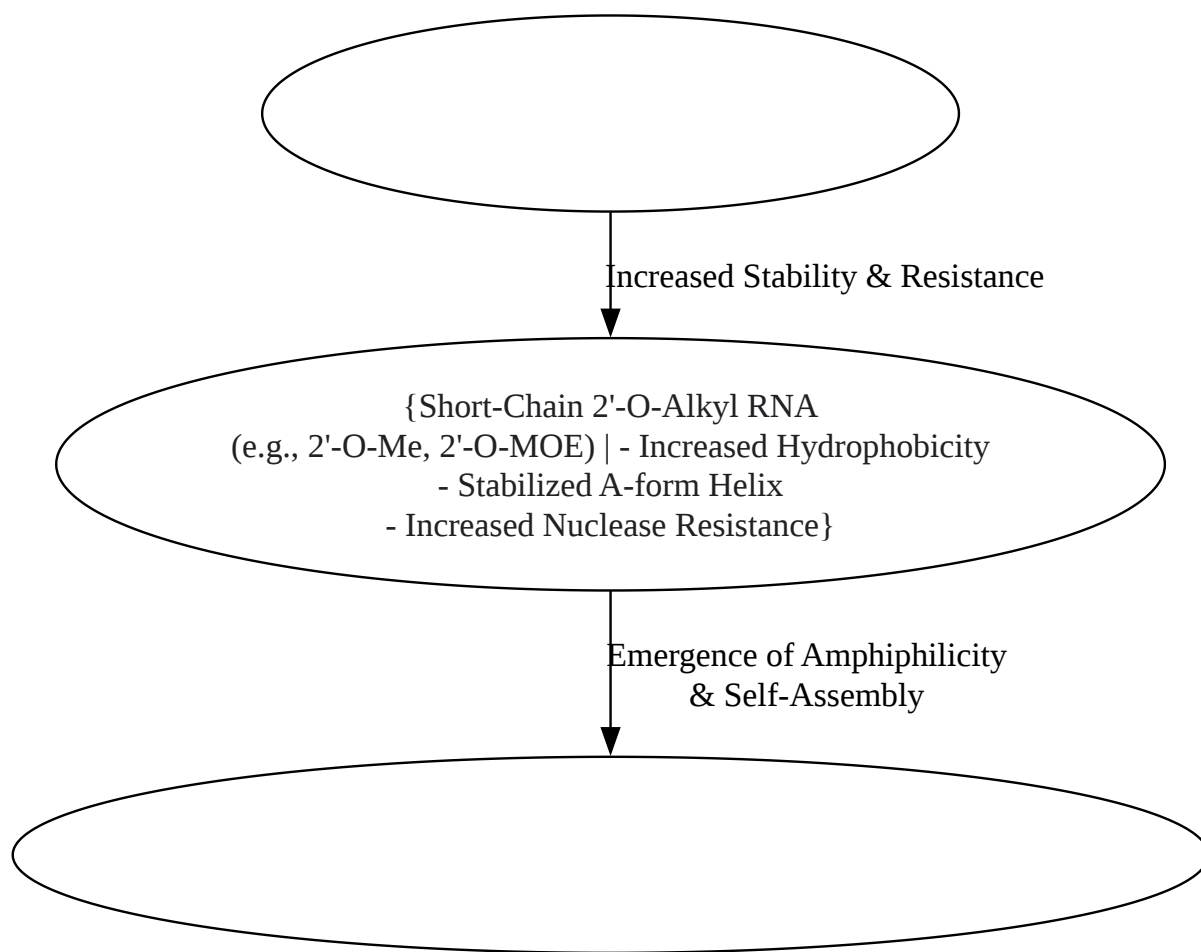 Increased Stability & Resistance
{Short-Chain 2'-O-Alkyl RNA
(e.g., 2'-O-Me, 2'-O-MOE) | - Increased Hydrophobicity
- Stabilized A-form Helix
- Increased Nuclease Resistance}
Emergence of Amphiphilicity
& Self-Assembly